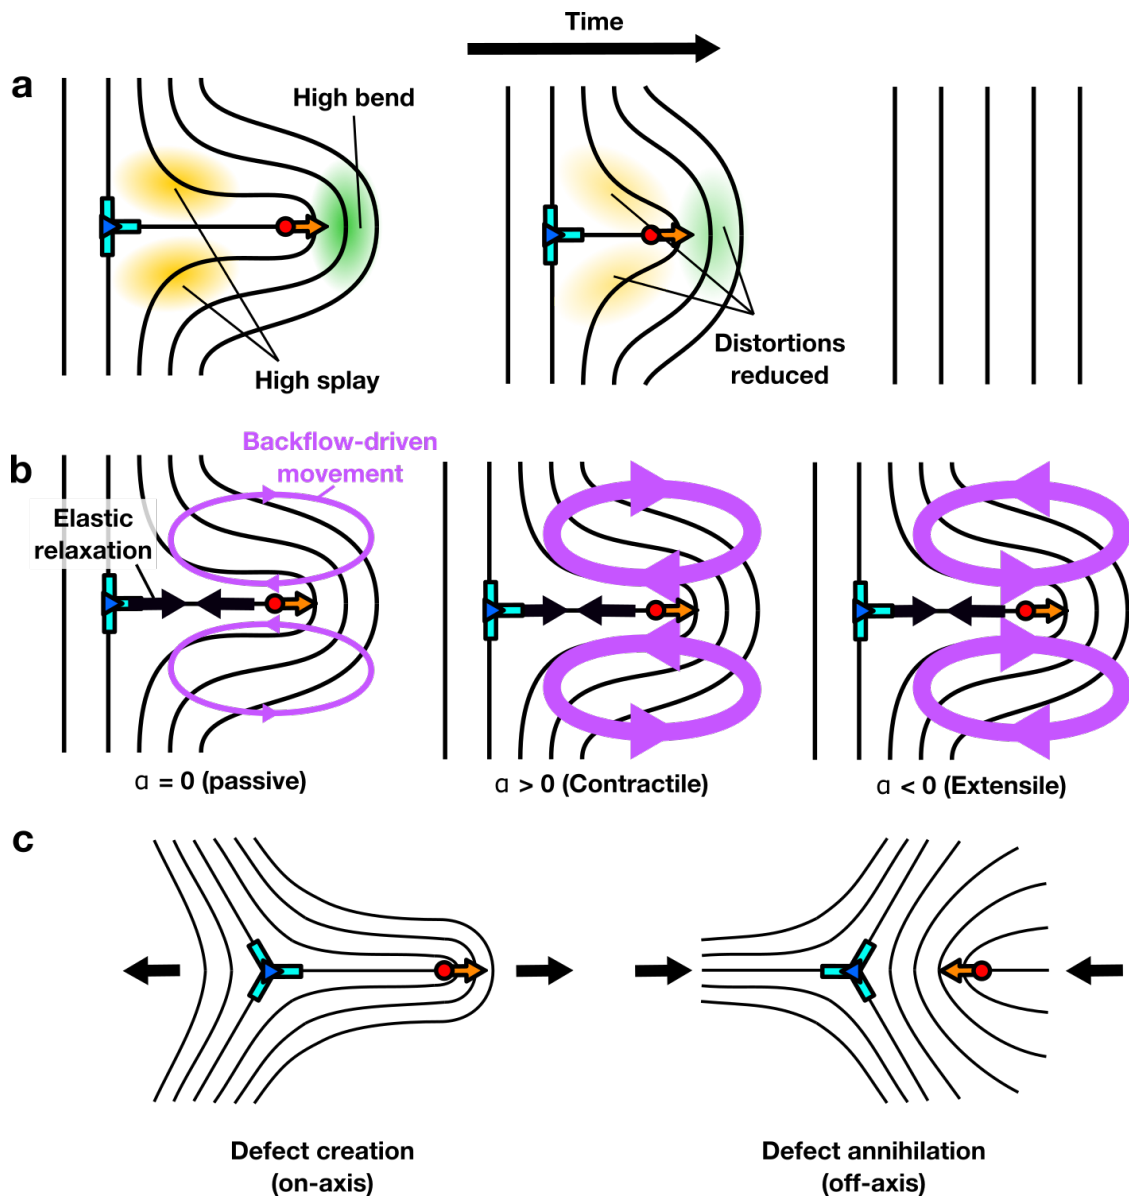 Time
a
High bend
High splay
Distortions
reduced
b
Backflow-driven
movement
Elastic
relaxation
α = 0 (passive)
α > 0 (Contractile)
α < 0 (Extensile)
c
Defect creation
(on-axis)
Defect annihilation
(off-axis)